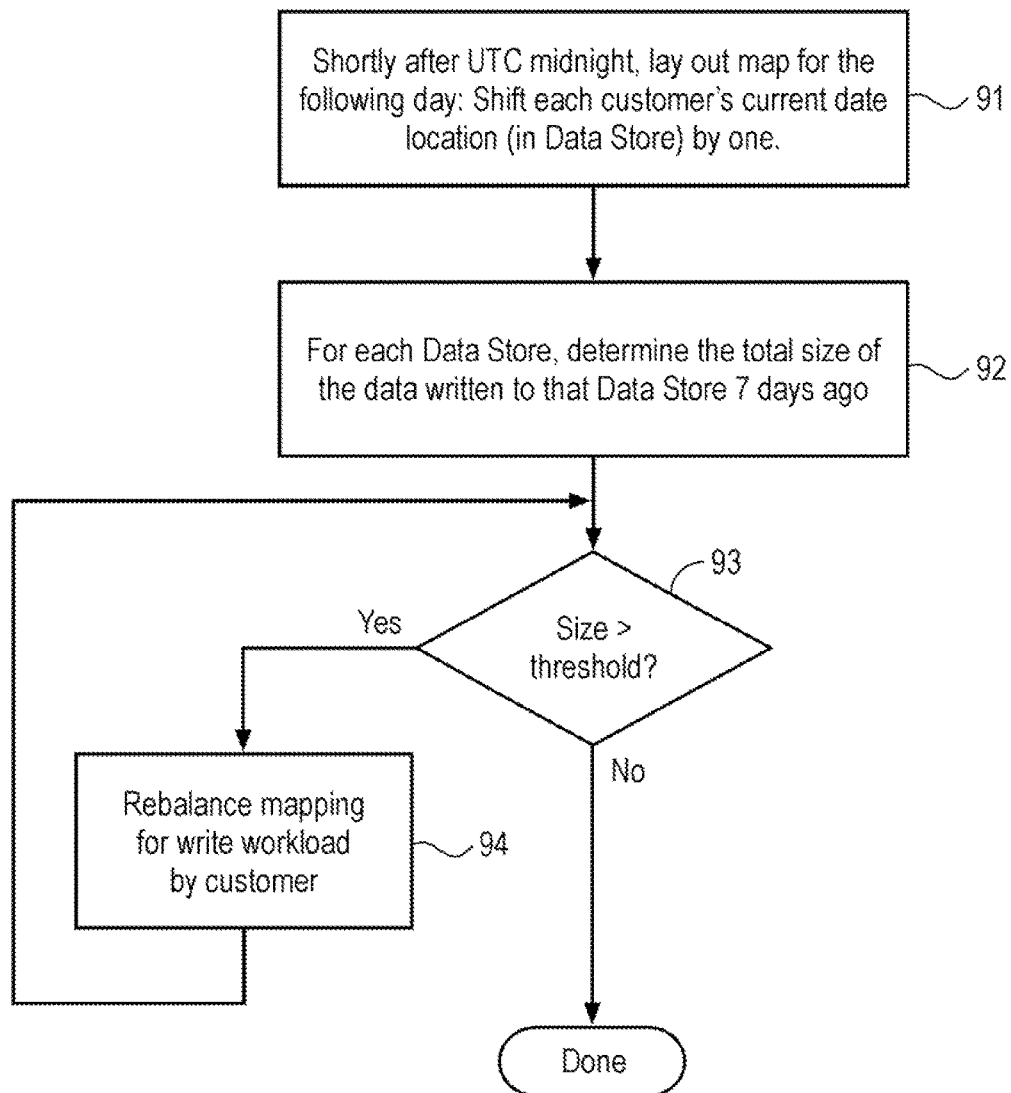 Shortly after UTC midnight, lay out map for the
following day: Shift each customer's current date
location (in Data Store) by one.
91
For each Data Store, determine the total size of
the data written to that Data Store 7 days ago
92
93
Yes
Size >
threshold?
No
Rebalance mapping
for write workload
by customer
94
Done